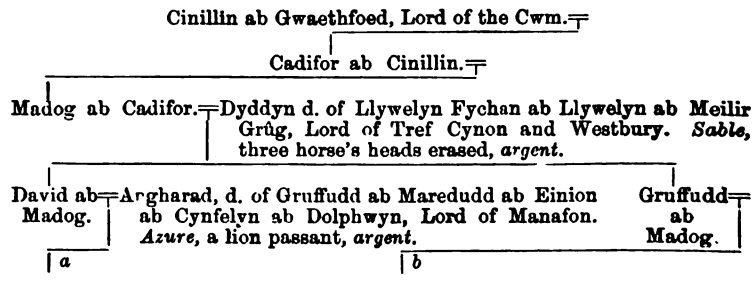 Cinillin ab Gwaethfoed, Lord of the Cwm.
Cadifor ab Cinillin.
Madog ab Cadifor. Dyddyn d. of Llywelyn Fychan ab Llywelyn ab Meilir
Grûg, Lord of Tref Cynon and Westbury. Sable,
three horse's heads erased, argent.
David ab Argharad, d. of Gruffudd ab Maredudd ab Einion Gruffudd
Madog. ab Cynfelyn ab Dolphwyn, Lord of Manafon. ab
Azure, a lion passant, argent. Madog.
a b